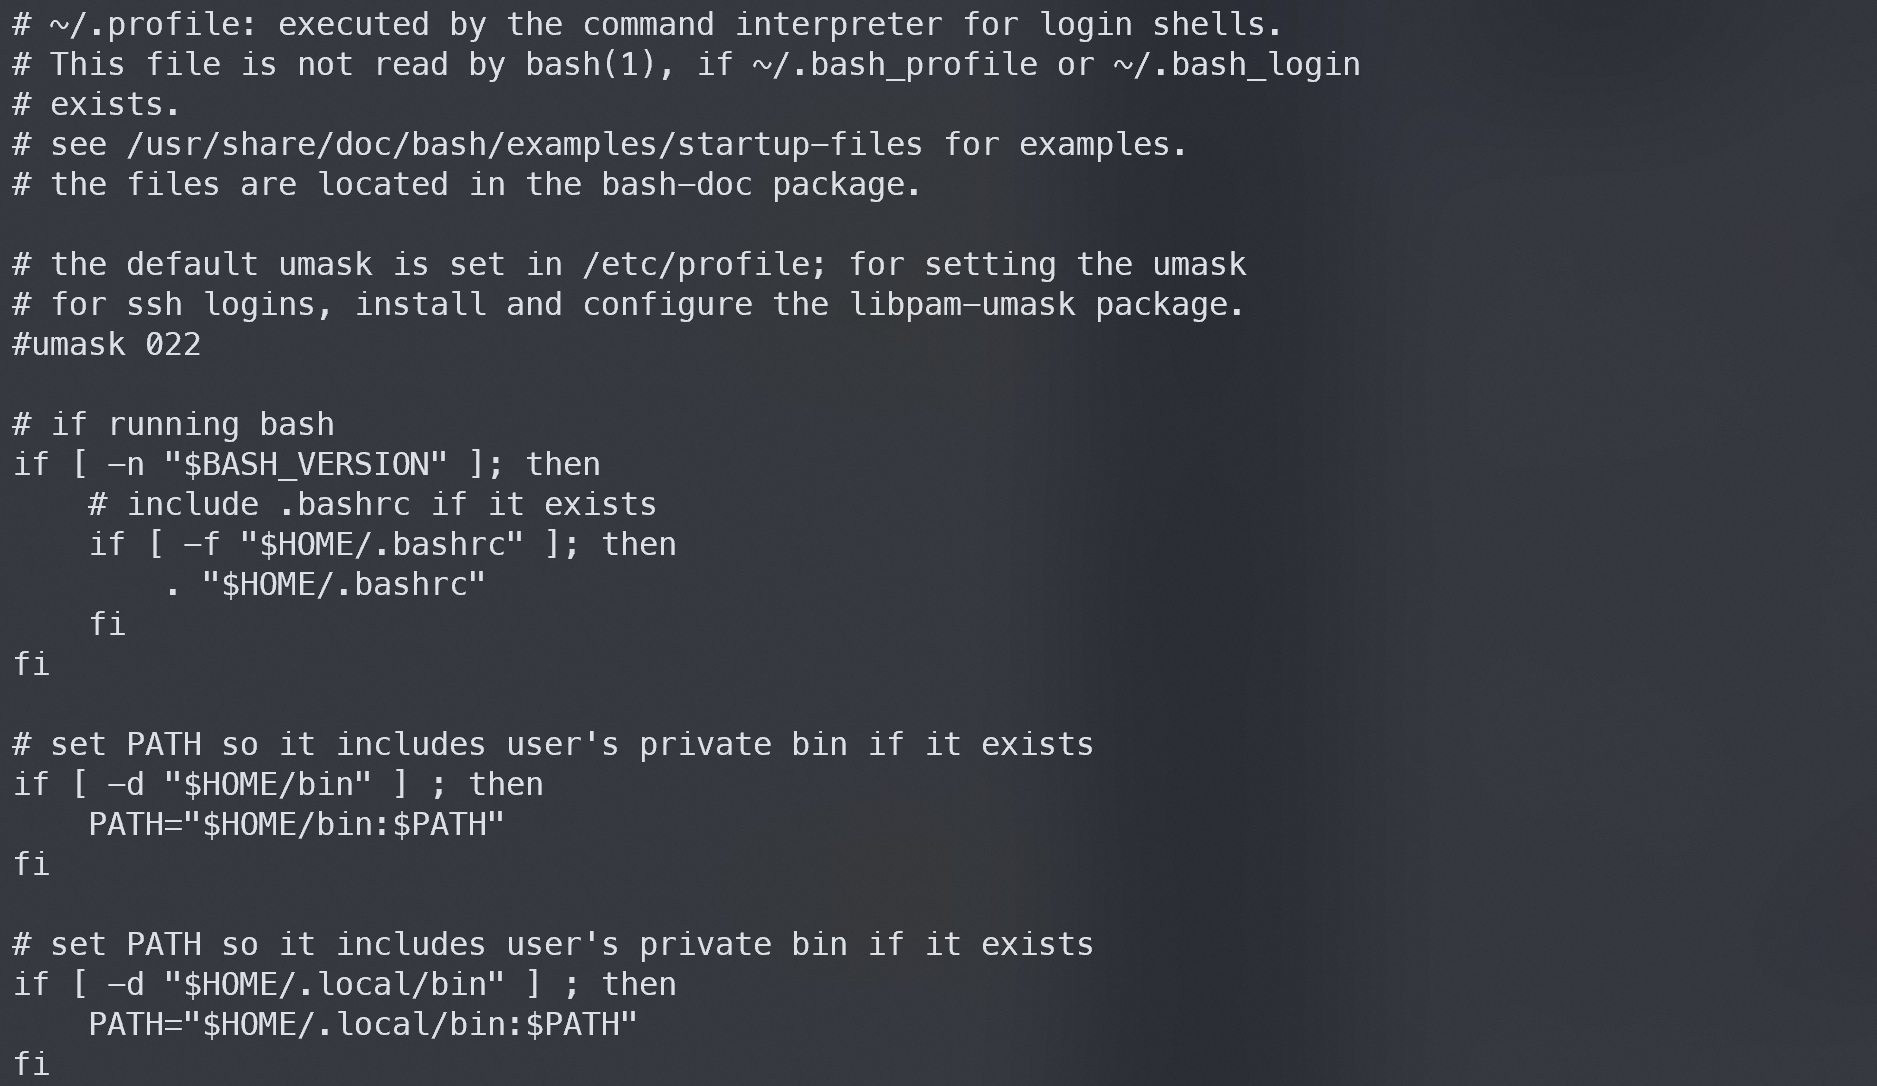 # ~/.profile: executed by the command interpreter for login shells.
# This file is not read by bash(1), if ~/.bash_profile or ~/.bash_login
# exists.
# see /usr/share/doc/bash/examples/startup-files for examples.
# the files are located in the bash-doc package.

# the default umask is set in /etc/profile; for setting the umask
# for ssh logins, install and configure the libpam-umask package.
#umask 022

# if running bash
if [ -n "$BASH_VERSION" ]; then
    # include .bashrc if it exists
    if [ -f "$HOME/.bashrc" ]; then
        . "$HOME/.bashrc"
    fi
fi

# set PATH so it includes user's private bin if it exists
if [ -d "$HOME/bin" ] ; then
    PATH="$HOME/bin:$PATH"
fi

# set PATH so it includes user's private bin if it exists
if [ -d "$HOME/.local/bin" ] ; then
    PATH="$HOME/.local/bin:$PATH"
fi